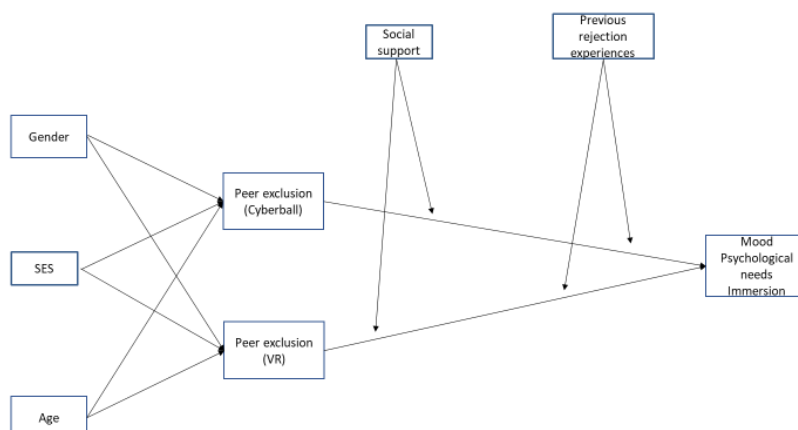 Social
support
Previous
rejection
experiences
Gender
Peer exclusion
(Cyberball)
SES
Mood
Psychological
needs
Immersion
Peer exclusion
(VR)
Age